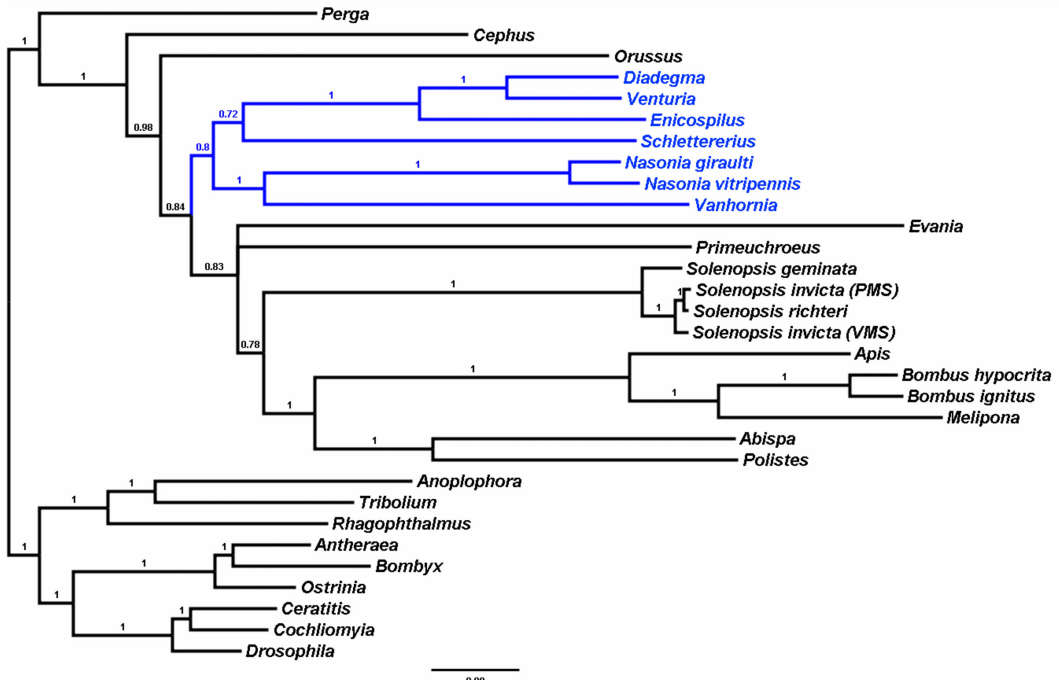 Perga
1
Cephus
1
Orussus
Diadegma
1
Venturia
1
0.72
Enicospilus
0.98
Schlettererius
0.8
Nasonia giraulti
1
Nasonia vitripennis
1
Vanhornia
0.84
Evania
Primeuchroeus
0.83
Solenopsis geminata
1
Solenopsis invicta (PMS)
1
Solenopsis richteri
1
Solenopsis invicta (VMS)
0.78
Apis
1
Bombus hypocrita
1
Bombus ignitus
1
Melipona
1
Abispa
1
Polistes
Anoplophora
1
Tribolium
1
Rhagophthalmus
Antheraea
1
1
Bombyx
1
Ostrinia
1
Ceratitis
1
Cochliomyia
1
Drosophila